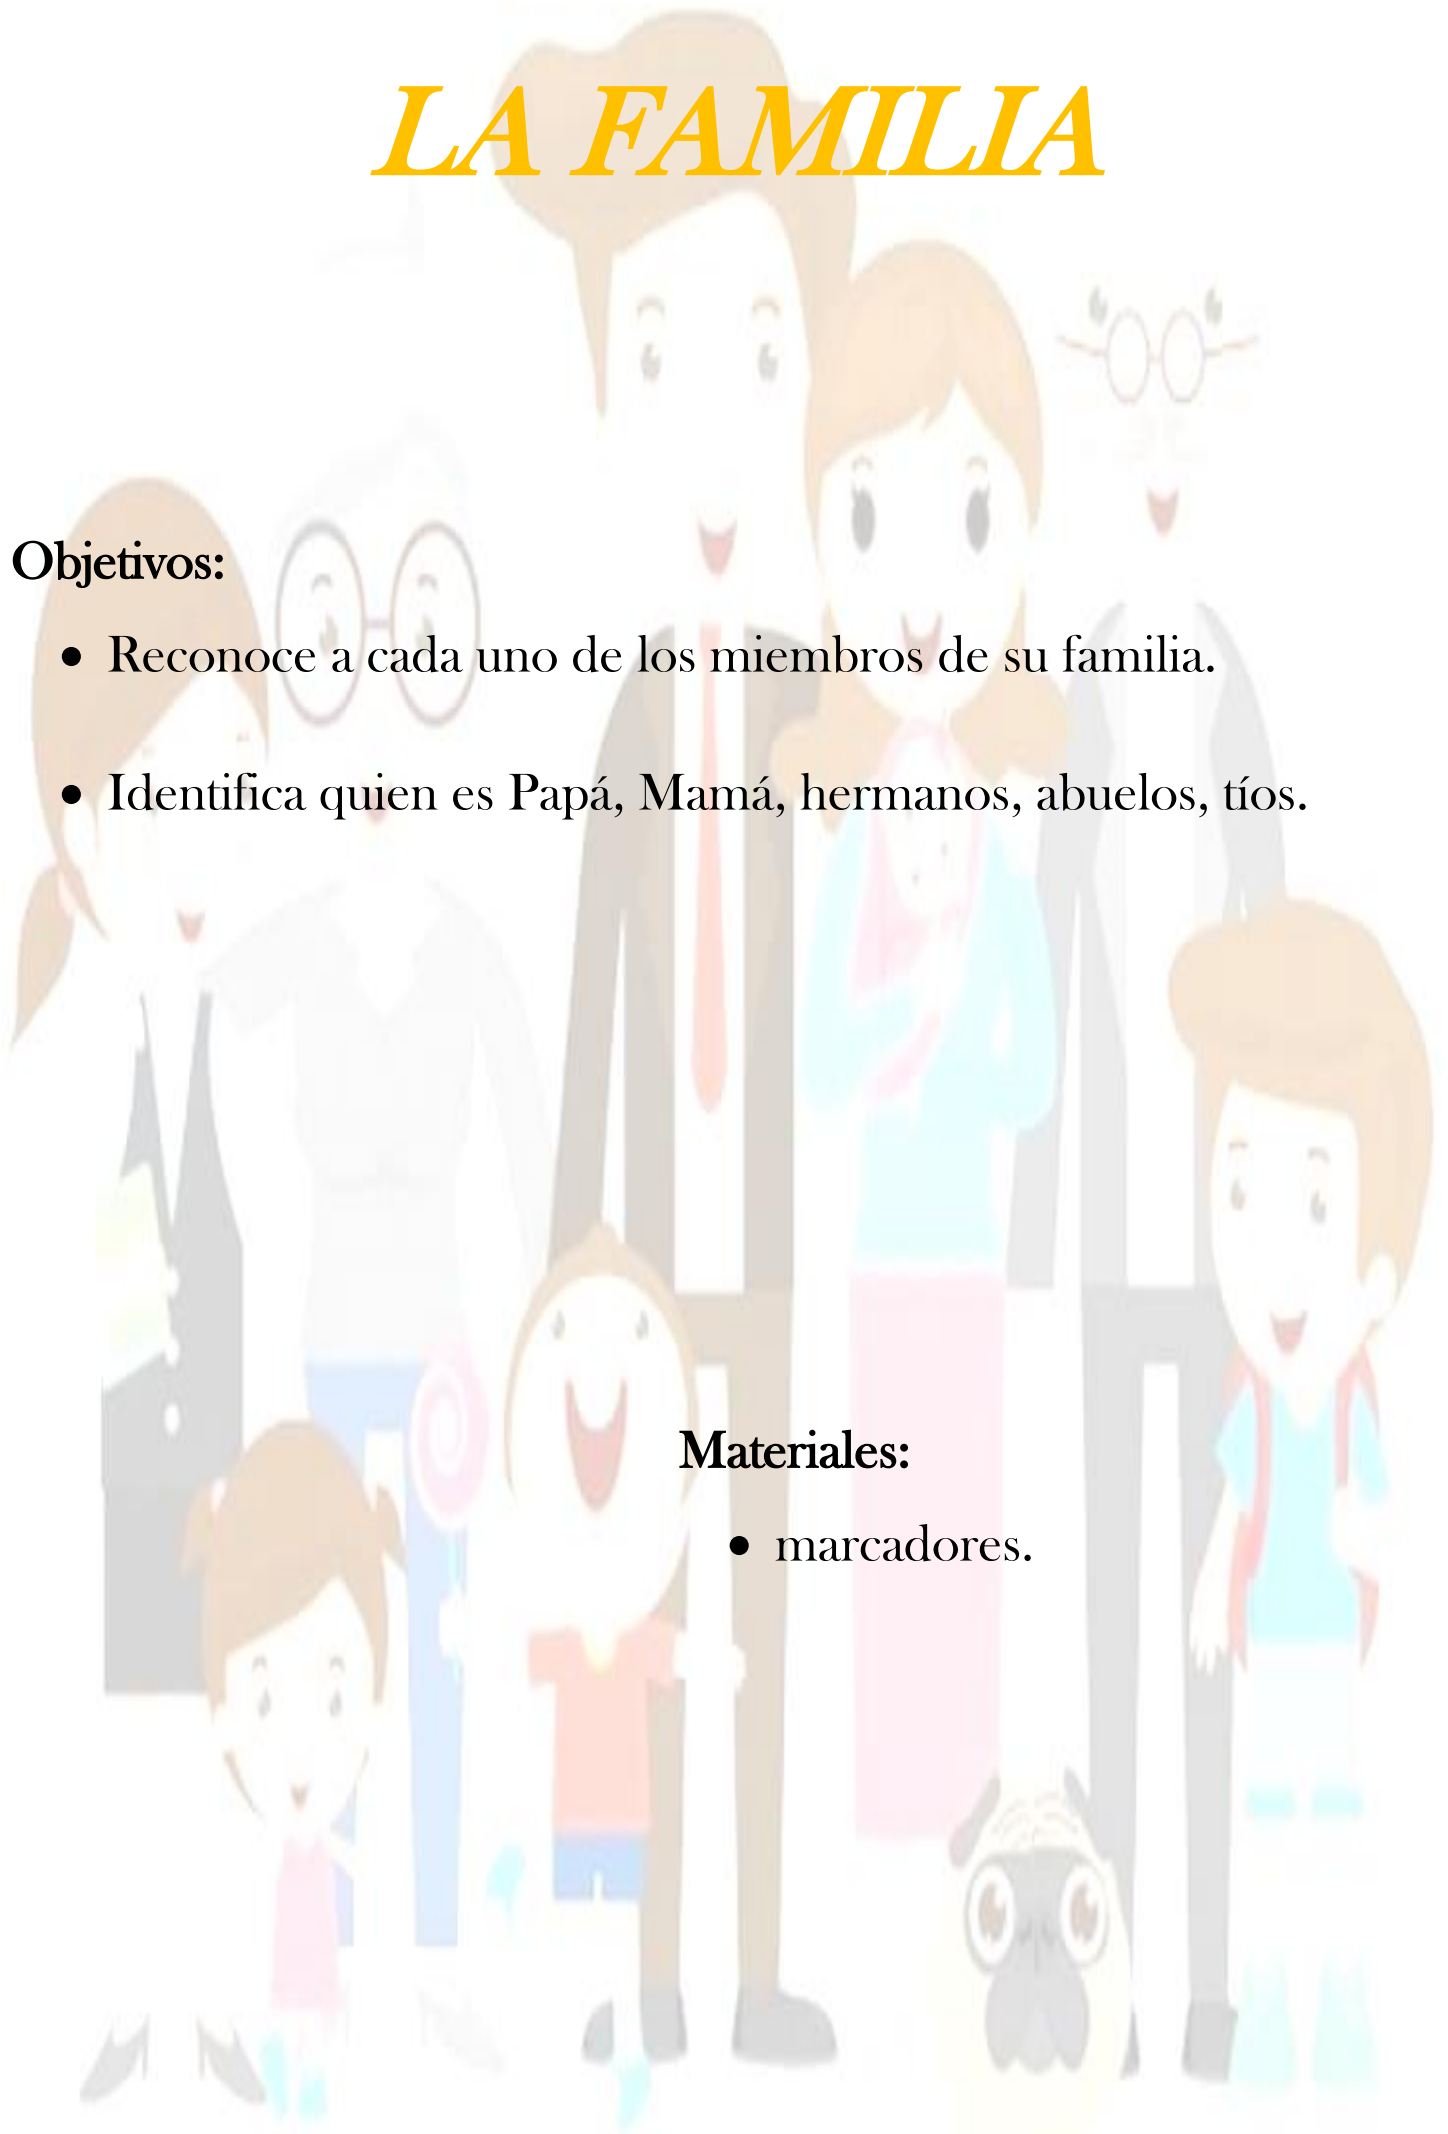 LA FAMILIA
Objetivos:
• Reconoce a cada uno de los miembros de su familia.
• Identifica quien es Papá, Mamá, hermanos, abuelos, tíos.
Materiales:
• marcadores.